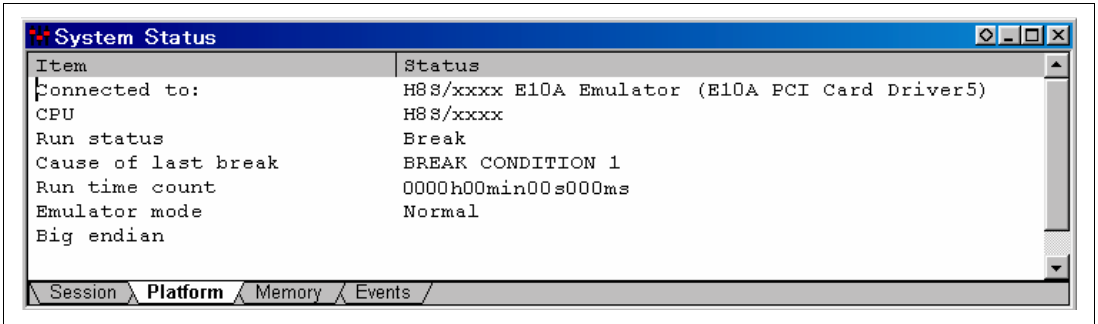 System Status
Item Status
Connected to: H8S/xxxx E10A Emulator (E10A PCI Card Driver5)
CPU H8S/xxxx
Run status Break
Cause of last break BREAK CONDITION 1
Run time count 0000h00min00s000ms
Emulator mode Normal
Big endian
Session Platform Memory Events